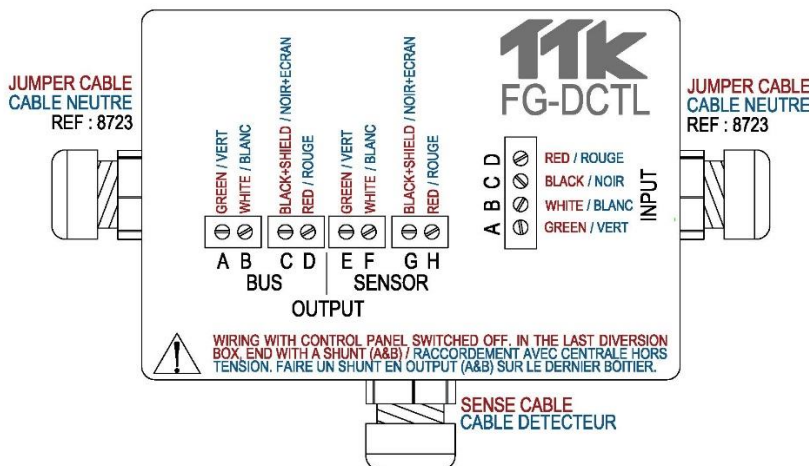 TTK
FG-DCTL
JUMPER CABLE
CABLE NEUTRE
REF : 8723
GREEN / VERT
WHITE / BLANC
BLACK+SHIELD / NOIR+ECRAN
RED / ROUGE
GREEN / VERT
WHITE / BLANC
BLACK+SHIELD / NOIR+ECRAN
RED / ROUGE
A B C D E F G H
BUS SENSOR
OUTPUT
D RED / ROUGE
C BLACK / NOIR
B WHITE / BLANC
A GREEN / VERT
INPUT
JUMPER CABLE
CABLE NEUTRE
REF : 8723
! WIRING WITH CONTROL PANEL SWITCHED OFF. IN THE LAST DIVERSION
BOX, END WITH A SHUNT (A&B) / RACCORDEMENT AVEC CENTRALE HORS
TENSION. FAIRE UN SHUNT EN OUTPUT (A&B) SUR LE DERNIER BOITIER.
SENSE CABLE
CABLE DETECTEUR